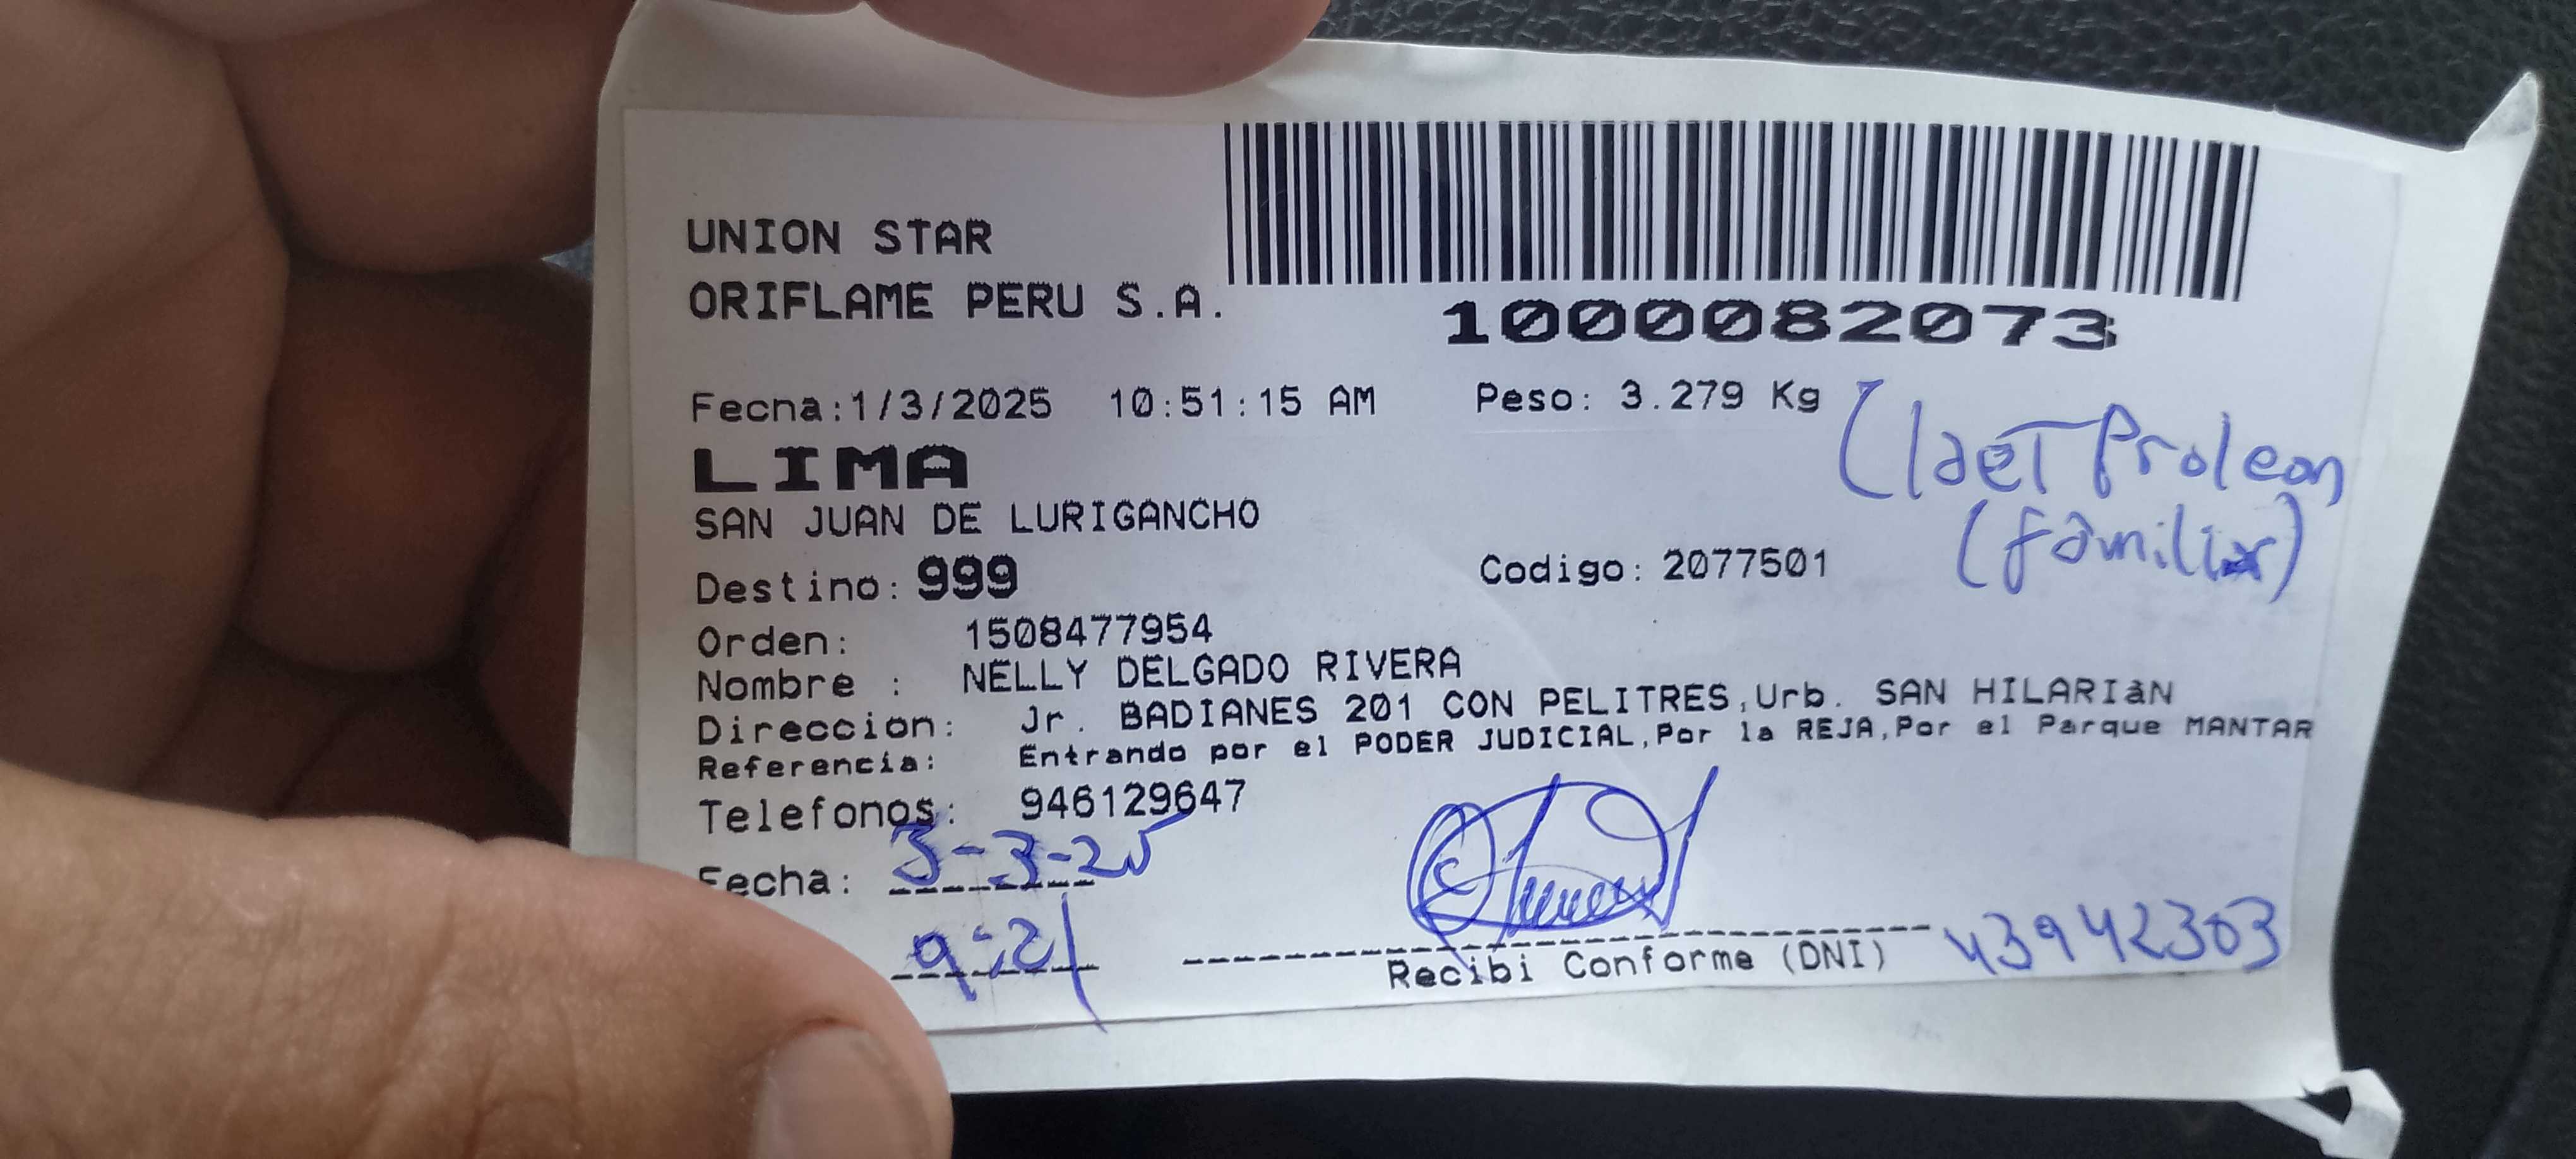 UNION STAR
ORIFLAME PERU S.A.
1000082073
Fecha:1/3/2025 10:51:15 AM Peso: 3.279 Kg
LIMA
SAN JUAN DE LURIGANCHO
(familiar)
Destino: 999 Codigo: 2077501
Orden: 1508477954
Nombre : NELLY DELGADO RIVERA
Direccion: Jr. BADIANES 201 CON PELITRES,Urb. SAN HILARIàN
Referencia: Entrando por el PODER JUDICIAL,Por la REJA,Por el Parque MANTAR
Telefonos: 946129647
Fecha: 3-3-25
9:21
Recibi Conforme (DNI) 43942303